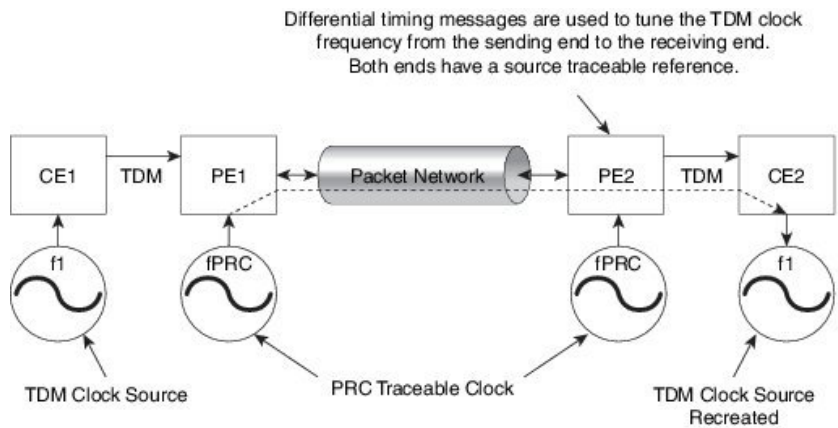 Differential timing messages are used to tune the TDM clock
frequency from the sending end to the receiving end.
Both ends have a source traceable reference.
CE1
TDM
PE1
Packet Network
PE2
TDM
CE2
f1
fPRC
fPRC
f1
TDM Clock Source
PRC Traceable Clock
TDM Clock Source
Recreated